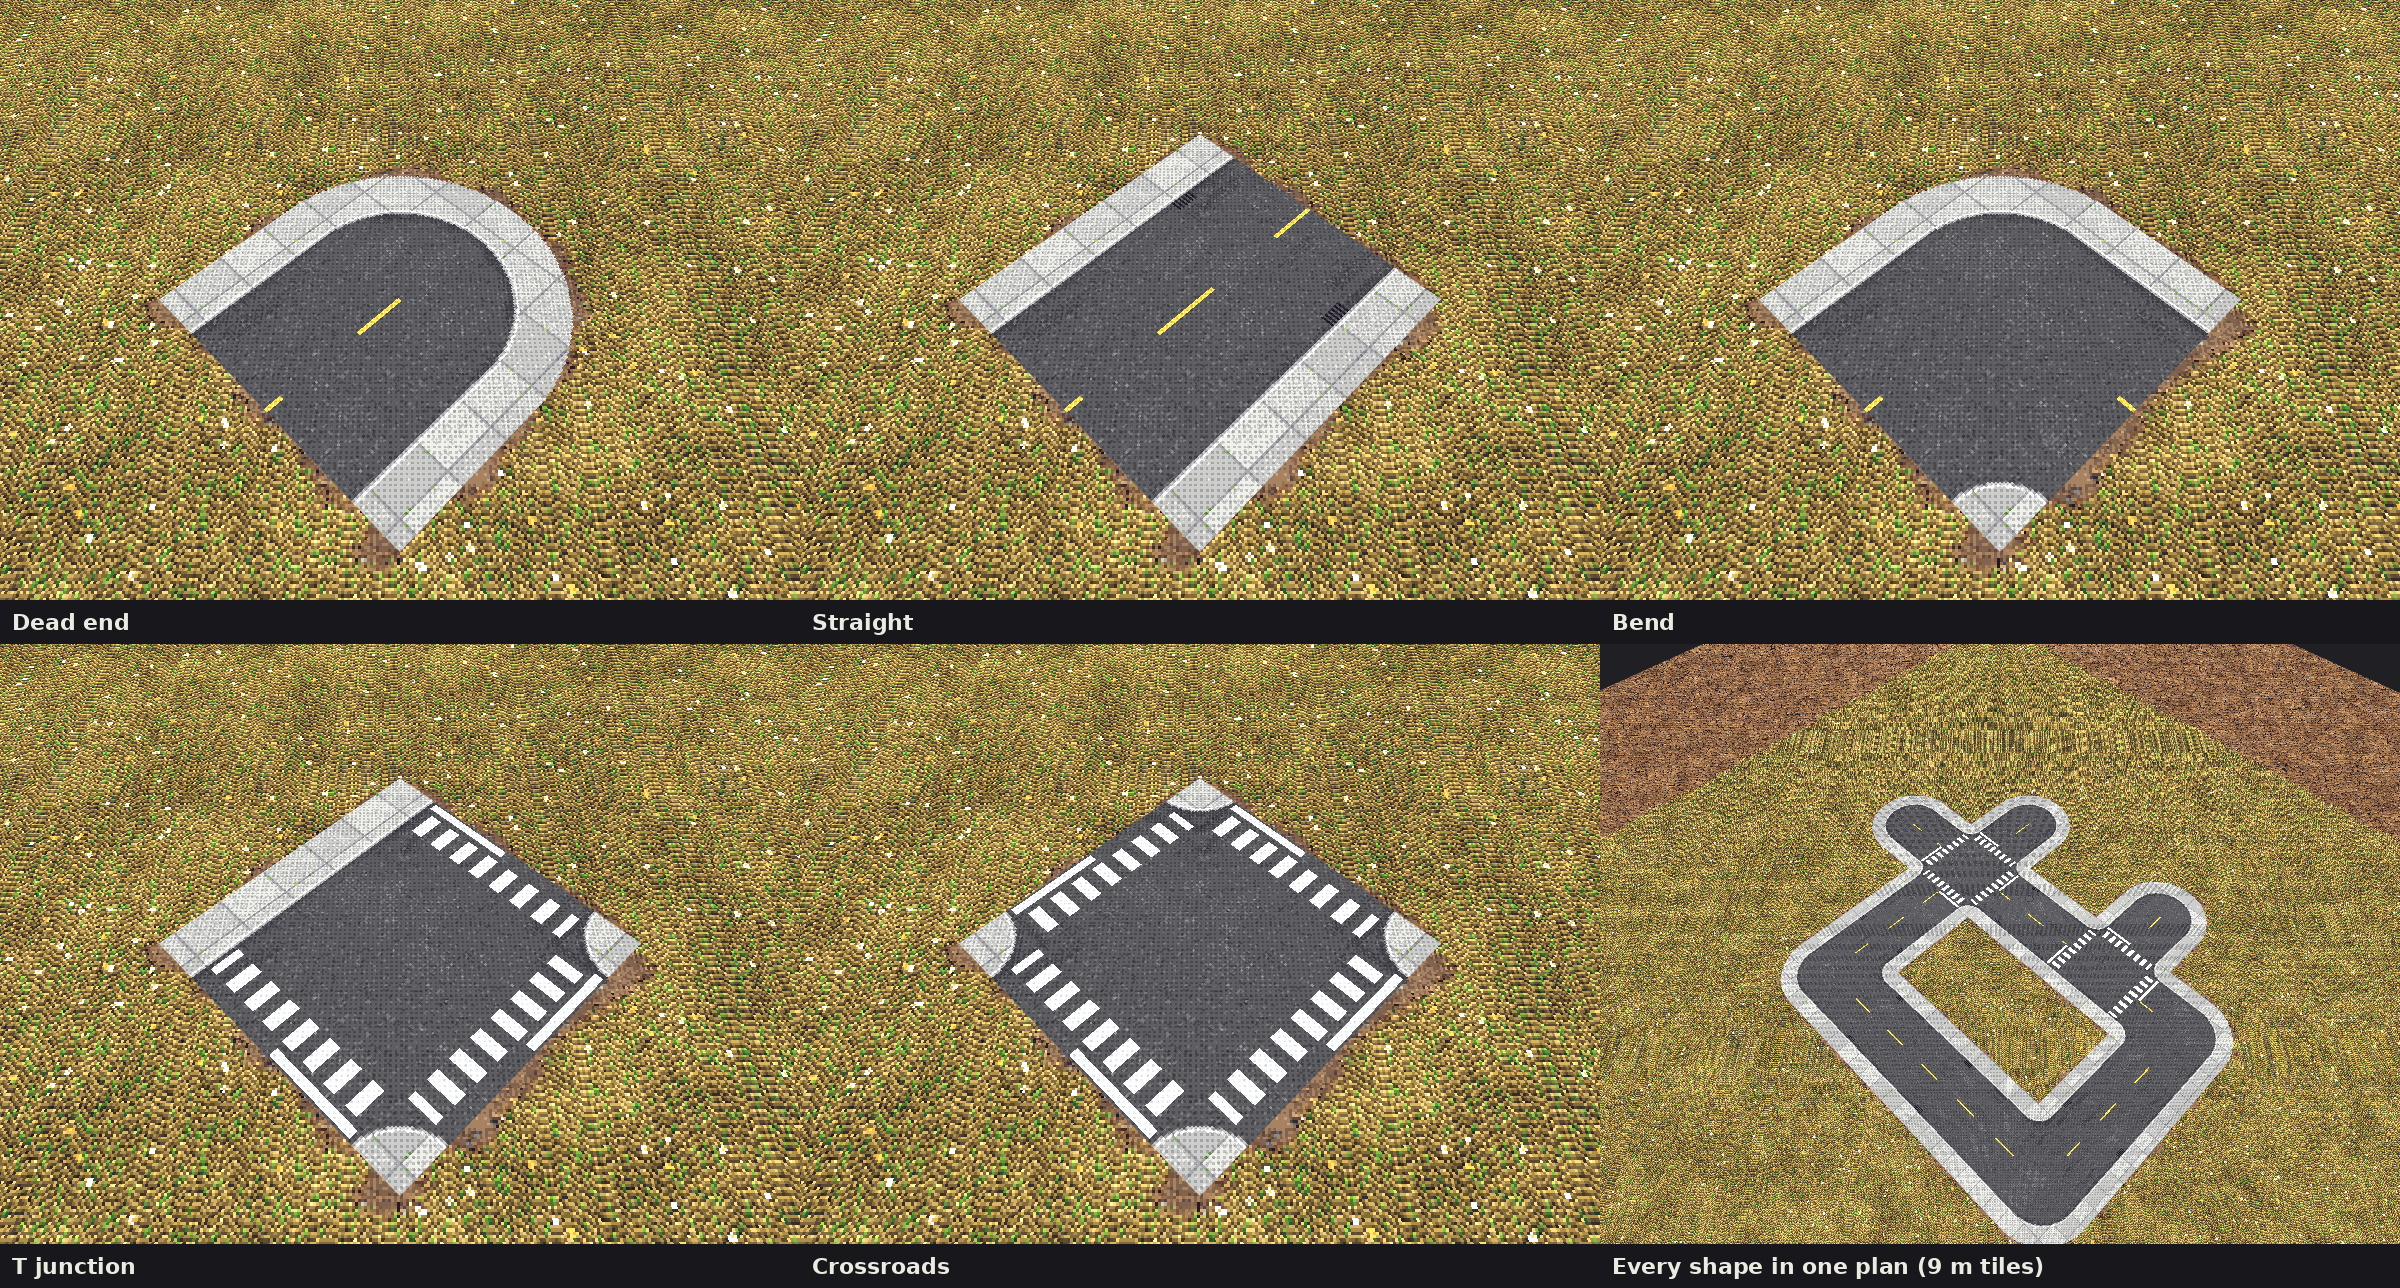 Dead end
Straight
Bend
T junction
Crossroads
Every shape in one plan (9 m tiles)